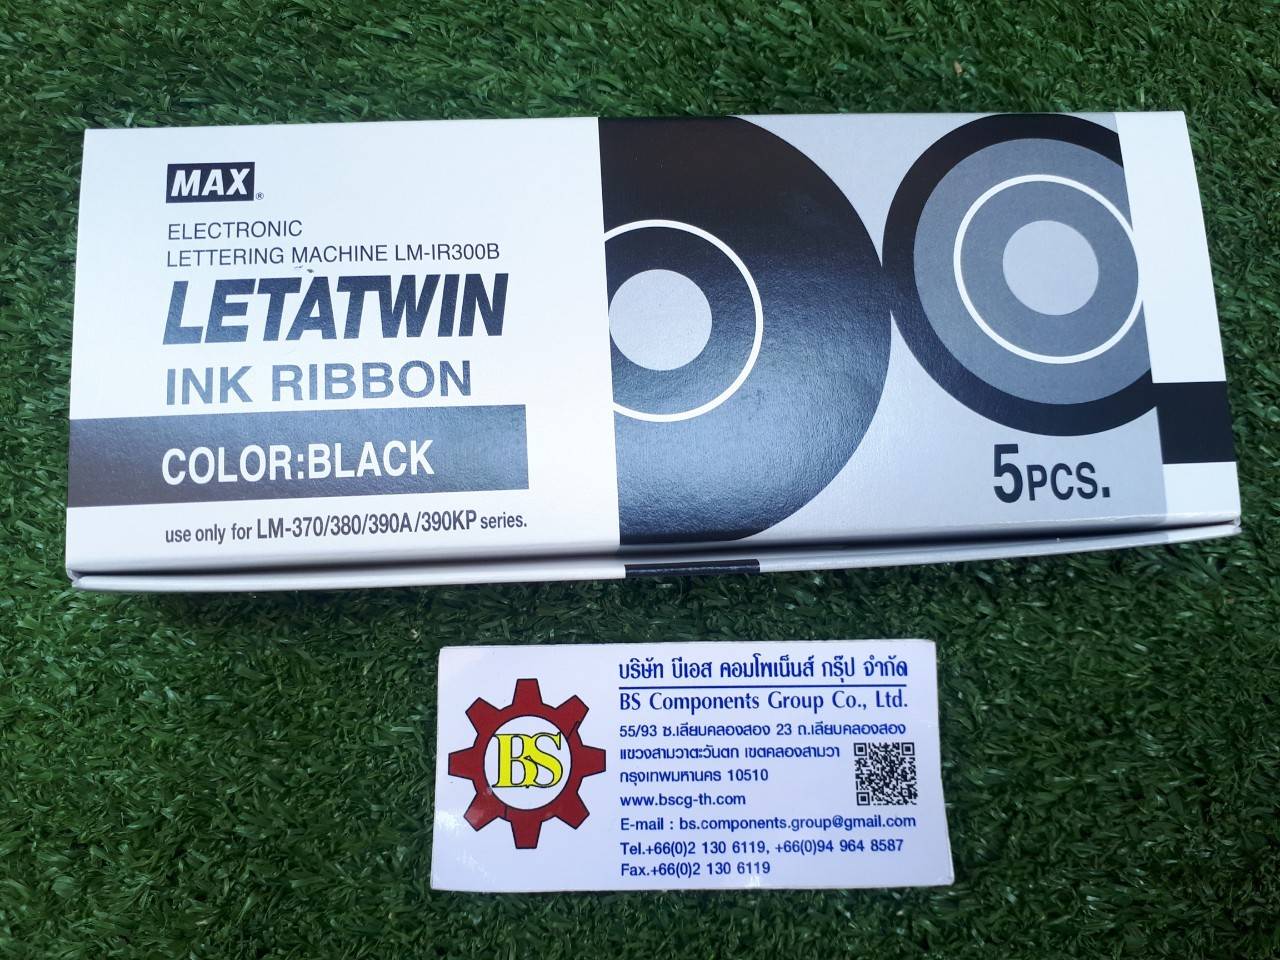 MAX®
ELECTRONIC
LETTERING MACHINE LM-IR300B
LETATWIN
INK RIBBON
COLOR:BLACK
use only for LM-370/380/390A/390KP series.
5PCS.
BS
บริษัท บีเอส คอมโพเน็นส์ กรุ๊ป จำกัด
BS Components Group Co., Ltd.
55/93 ซ.เลียบคลองสอง 23 ถ.เลียบคลองสอง
แขวงสามวาตะวันตก เขตคลองสามวา
กรุงเทพมหานคร 10510
www.bscg-th.com
E-mail : bs.components.group@gmail.com
Tel.+66(0)2 130 6119, +66(0)94 964 8587
Fax.+66(0)2 130 6119